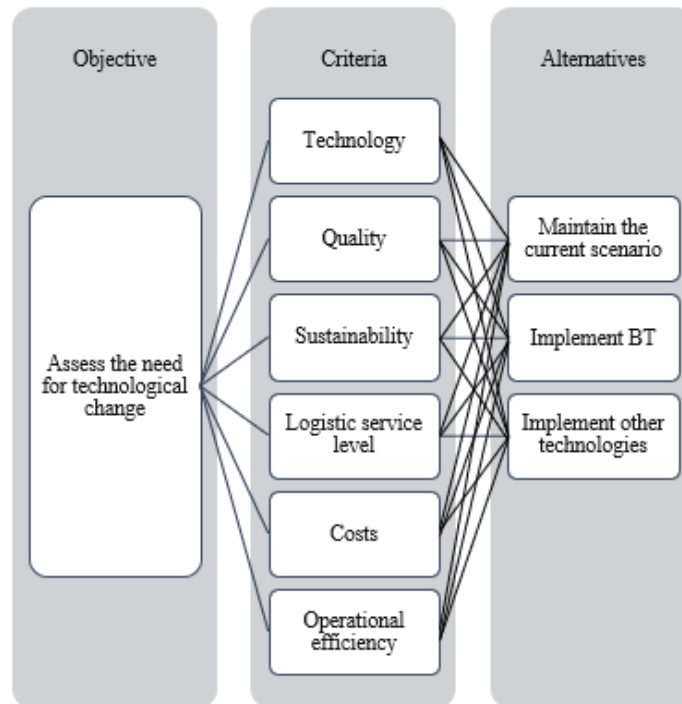 Objective
Criteria
Alternatives
Assess the need
for technological
change
Technology
Quality
Sustainability
Logistic service
level
Costs
Operational
efficiency
Maintain the
current scenario
Implement BT
Implement other
technologies